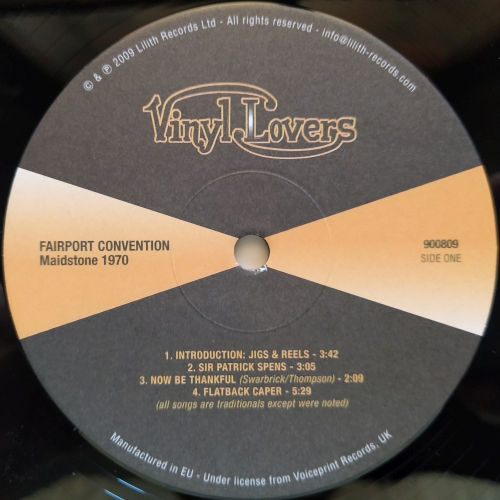 © & ℗ 2009 Lilith Records Ltd - All rights reserved - info@lilith-records.com
Vinyl Lovers
FAIRPORT CONVENTION
Maidstone 1970
900809
SIDE ONE
1. INTRODUCTION: JIGS & REELS - 3:42
2. SIR PATRICK SPENS - 3:05
3. NOW BE THANKFUL (Swarbrick/Thompson) - 2:09
4. FLATBACK CAPER - 5:29
(all songs are traditionals except were noted)
Manufactured in EU - Under license from Voiceprint Records, UK